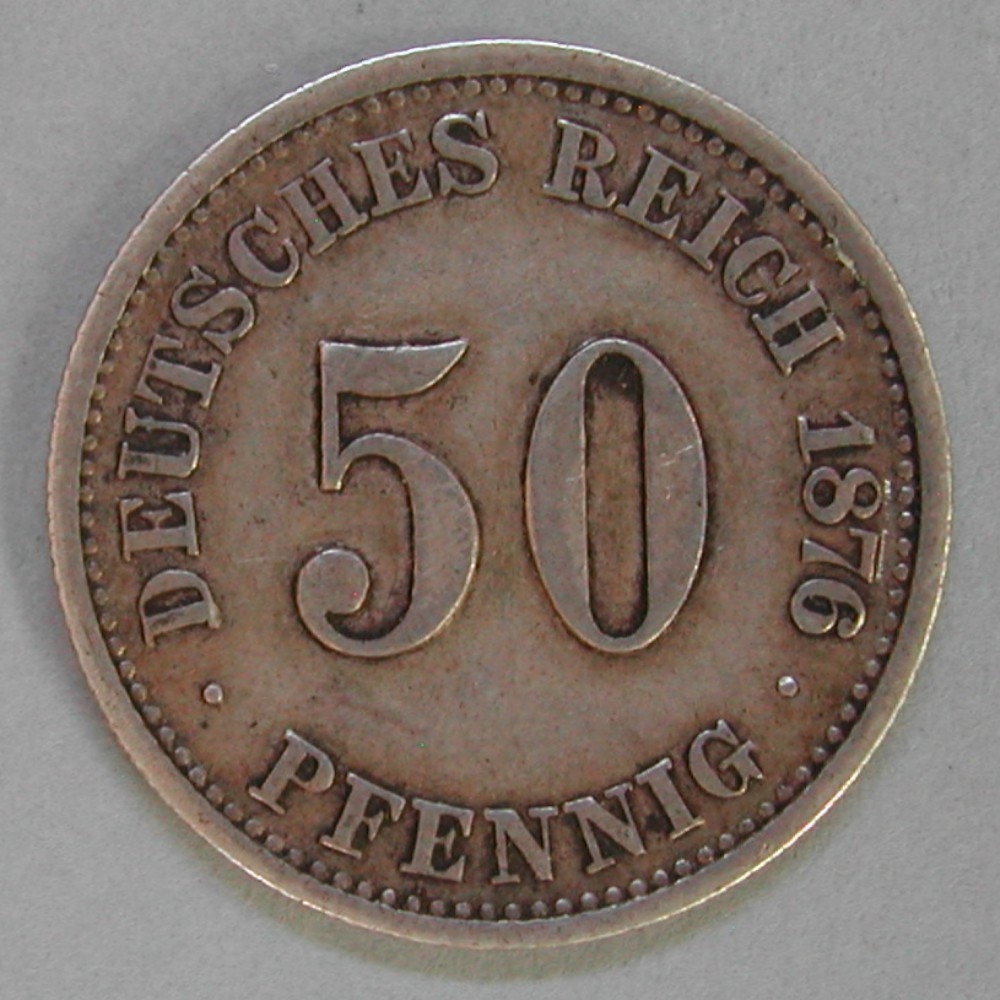 DEUTSCHES REICH 1876
50
· PFENNIG ·